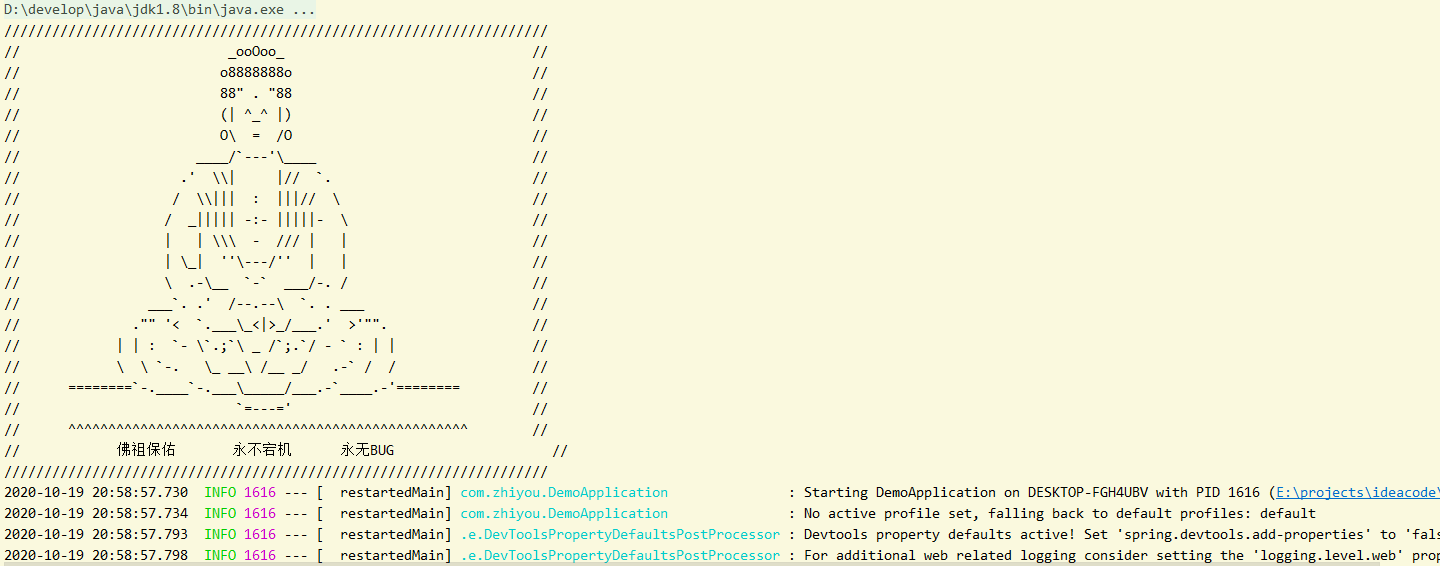 D:\develop\java\jdk1.8\bin\java.exe ...
////////////////////////////////////////////////////////////////////
//                          _ooOoo_                               //
//                         o8888888o                              //
//                         88" . "88                              //
//                         (| ^_^ |)                              //
//                         O\  =  /O                              //
//                      ____/`---'\____                           //
//                    .'  \\|     |//  `.                         //
//                   /  \\|||  :  |||//  \                        //
//                  /  _||||| -:- |||||-  \                       //
//                  |   | \\\  -  /// |   |                       //
//                  | \_|  ''\---/''  |   |                       //
//                  \  .-\__  `-`  ___/-. /                       //
//                ___`. .'  /--.--\  `. . ___                     //
//              ."" '<  `.___\_<|>_/___.'  >'"".                  //
//            | | :  `- \`.;`\ _ /`;.`/ - ` : | |                 //
//            \  \ `-.   \_ __\ /__ _/   .-` /  /                 //
//      ========`-.____`-.___\_____/___.-`____.-'========         //
//                           `=---='                              //
//      ^^^^^^^^^^^^^^^^^^^^^^^^^^^^^^^^^^^^^^^^^^^^^^^^^^        //
//            佛祖保佑       永不宕机      永无BUG                    //
////////////////////////////////////////////////////////////////////
2020-10-19 20:58:57.730  INFO 1616 --- [  restartedMain] com.zhiyou.DemoApplication               : Starting DemoApplication on DESKTOP-FGH4UBV with PID 1616 (E:\projects\ideacode\
2020-10-19 20:58:57.734  INFO 1616 --- [  restartedMain] com.zhiyou.DemoApplication               : No active profile set, falling back to default profiles: default
2020-10-19 20:58:57.793  INFO 1616 --- [  restartedMain] .e.DevToolsPropertyDefaultsPostProcessor : Devtools property defaults active! Set 'spring.devtools.add-properties' to 'fals
2020-10-19 20:58:57.798  INFO 1616 --- [  restartedMain] .e.DevToolsPropertyDefaultsPostProcessor : For additional web related logging consider setting the 'logging.level.web' prop